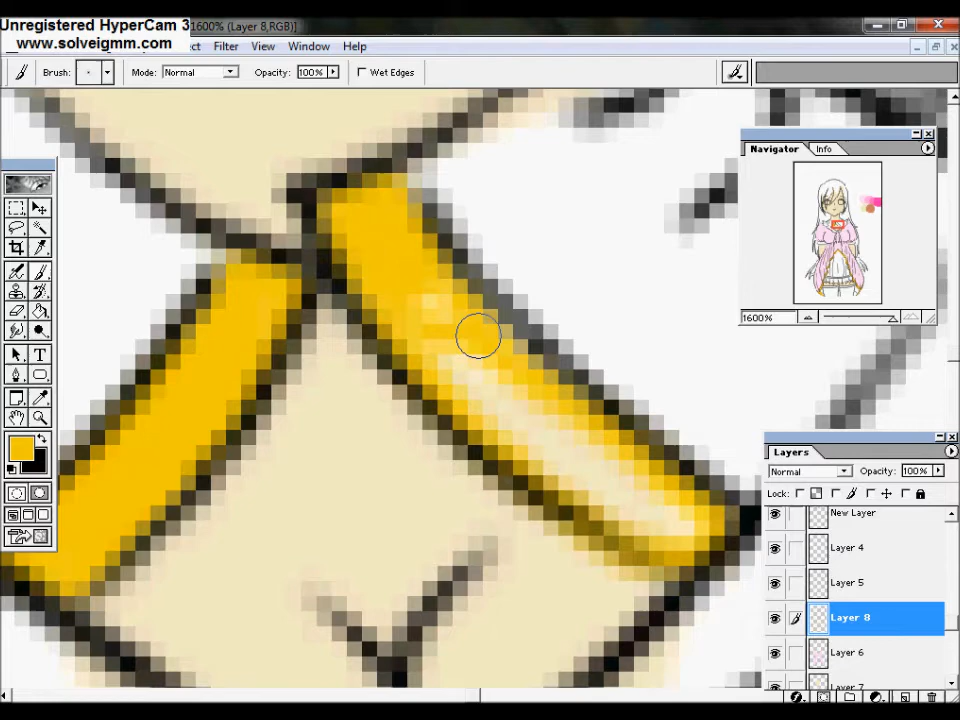 Unregistered HyperCam 3
www.solveigmm.com
1600% (Layer 8,RGB)]
ct Filter View Window Help
Brush: Mode: Normal Opacity: 100% Wet Edges
Navigator Info
1600%
Layers
Normal Opacity: 100%
Lock:
New Layer
Layer 4
Layer 5
Layer 8
Layer 6
Layer 7